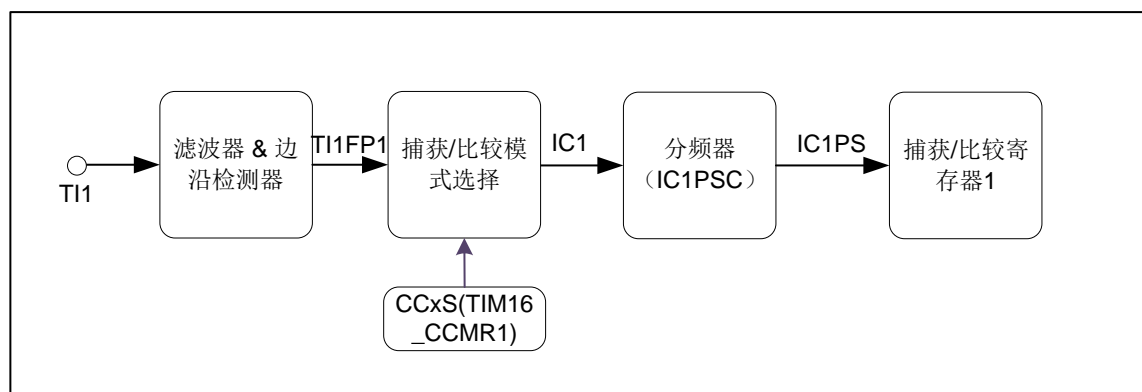 TI1
滤波器 & 边
沿检测器
TI1FP1
捕获/比较模
式选择
IC1
分频器
（IC1PSC）
IC1PS
捕获/比较寄
存器1
CCxS(TIM16
_CCMR1)